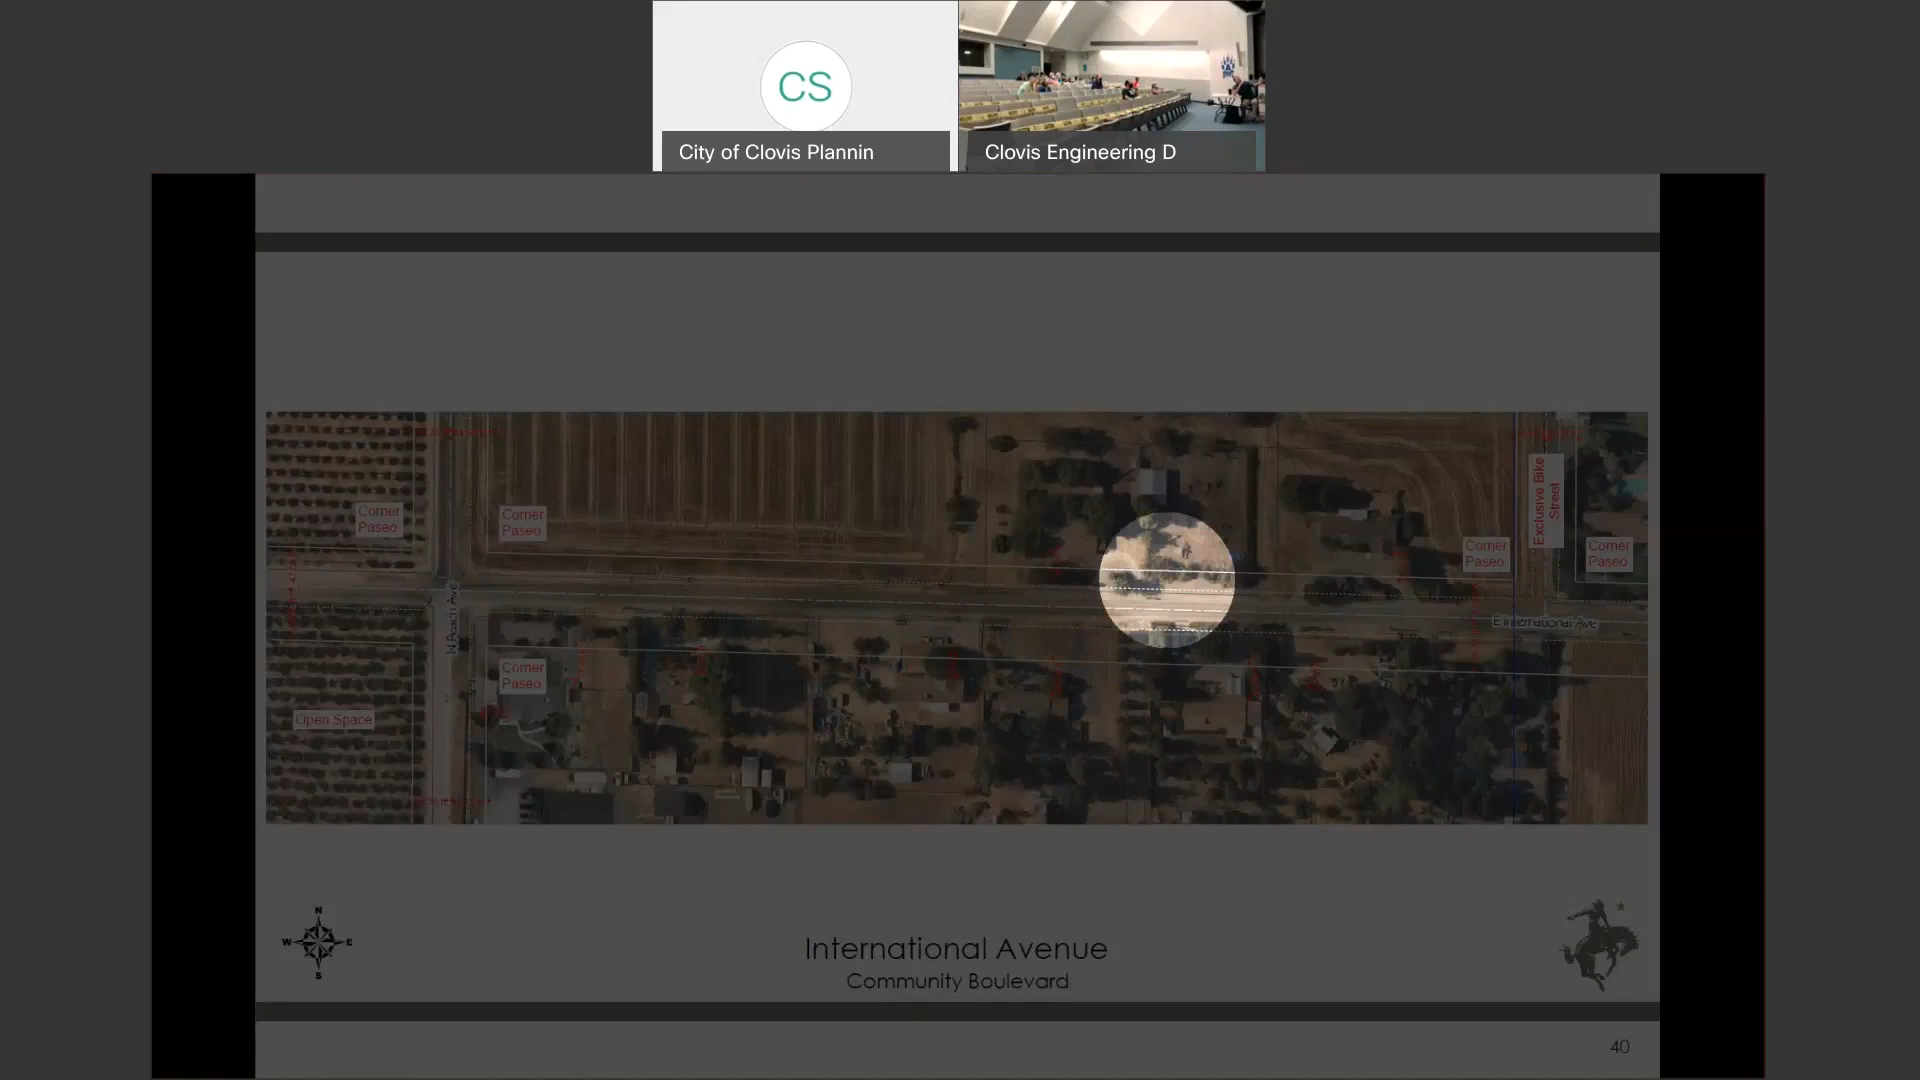 CS
City of Clovis Plannin
Clovis Engineering D
Corner
Paseo
Corner
Paseo
Exclusive Bike
Street
Corner
Paseo
Corner
Paseo
N Peach Ave
E International Ave
Corner
Paseo
Open Space
N
W E
S
International Avenue
Community Boulevard
40